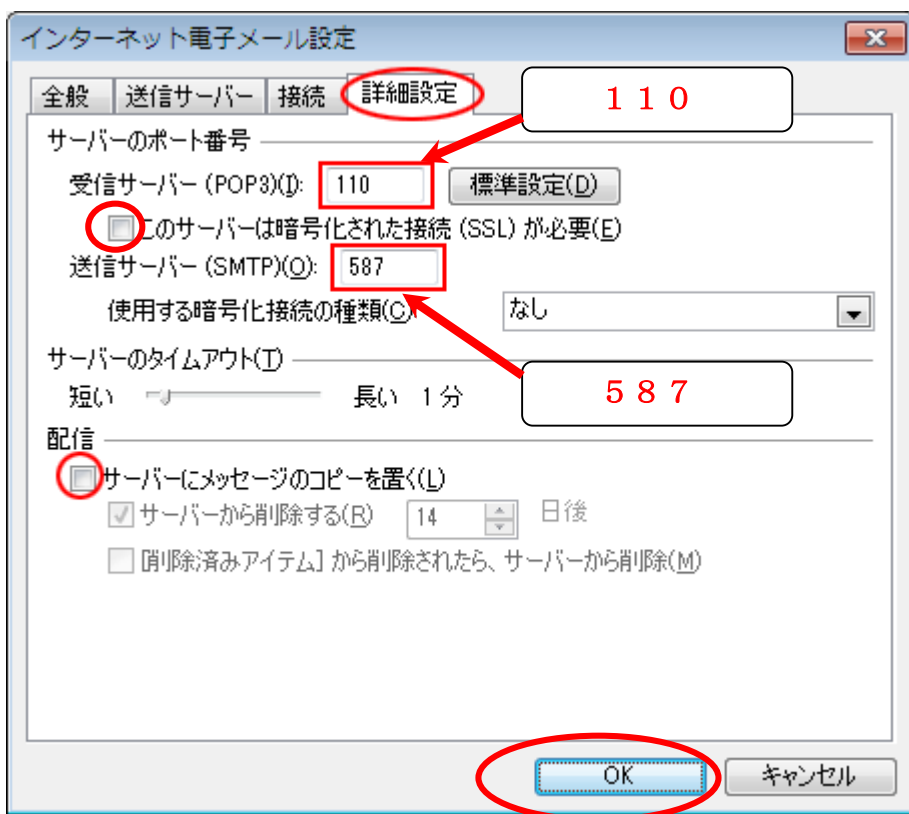 インターネット電子メール設定
全般 送信サーバー 接続 詳細設定
１１０
サーバーのポート番号
受信サーバー (POP3)(I): 110 標準設定(D)
このサーバーは暗号化された接続 (SSL) が必要(E)
送信サーバー (SMTP)(O): 587
使用する暗号化接続の種類(C) なし
サーバーのタイムアウト(T)
短い 長い 1 分
５８７
配信
サーバーにメッセージのコピーを置く(L)
サーバーから削除する(R) 14 日後
[削除済みアイテム] から削除されたら、サーバーから削除(M)
OK キャンセル